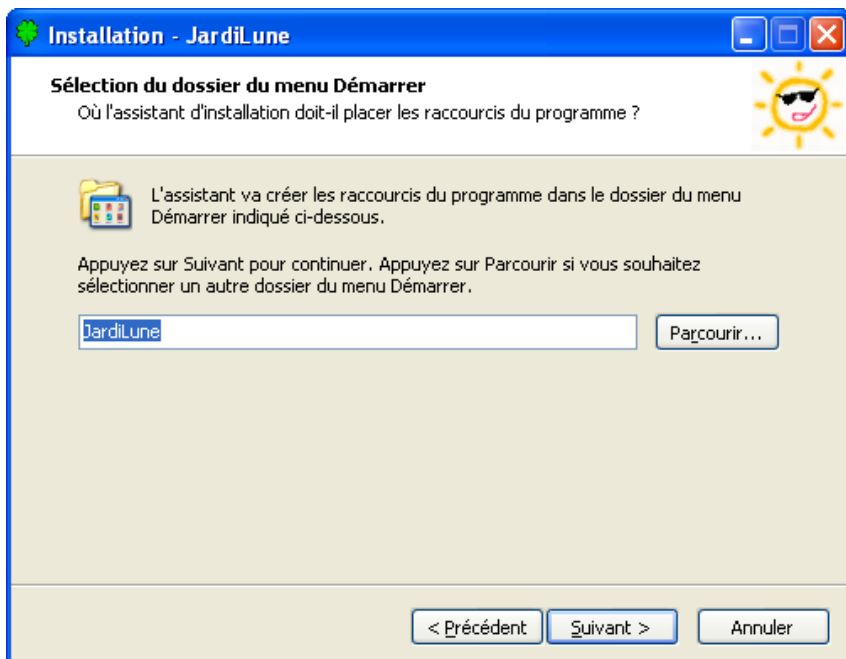 Installation - JardiLune
Sélection du dossier du menu Démarrer
Où l'assistant d'installation doit-il placer les raccourcis du programme ?
L'assistant va créer les raccourcis du programme dans le dossier du menu
Démarrer indiqué ci-dessous.
Appuyez sur Suivant pour continuer. Appuyez sur Parcourir si vous souhaitez
sélectionner un autre dossier du menu Démarrer.
JardiLune
Parcourir...
< Précédent
Suivant >
Annuler